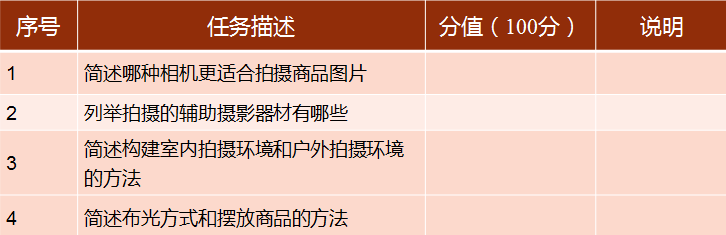 序号 任务描述 分值（100分） 说明
1 简述哪种相机更适合拍摄商品图片
2 列举拍摄的辅助摄影器材有哪些
3 简述构建室内拍摄环境和户外拍摄环境
的方法
4 简述布光方式和摆放商品的方法